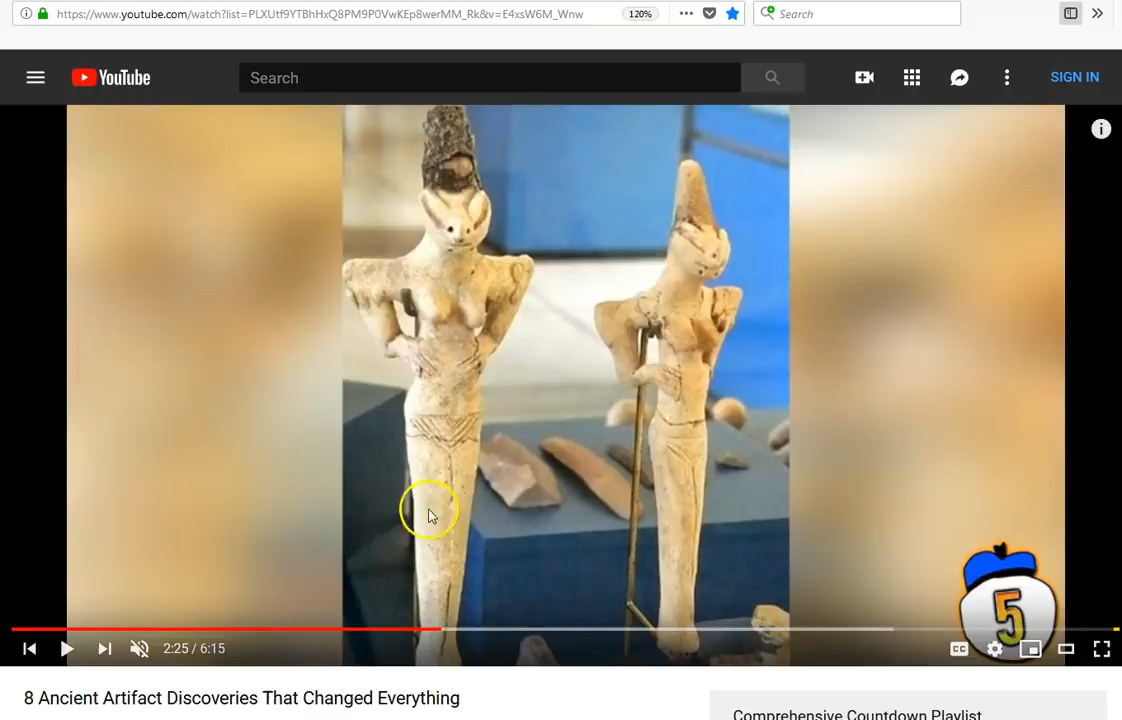 https://www.youtube.com/watch?list=PLXUtf9YTBhHxQ8PM9P0VwKEp8werMM_Rk&v=E4xsW6M_Wnw
120%
Search
YouTube
Search
SIGN IN
5
2:25 / 6:15
CC
8 Ancient Artifact Discoveries That Changed Everything
Comprehensive Countdown Playlist